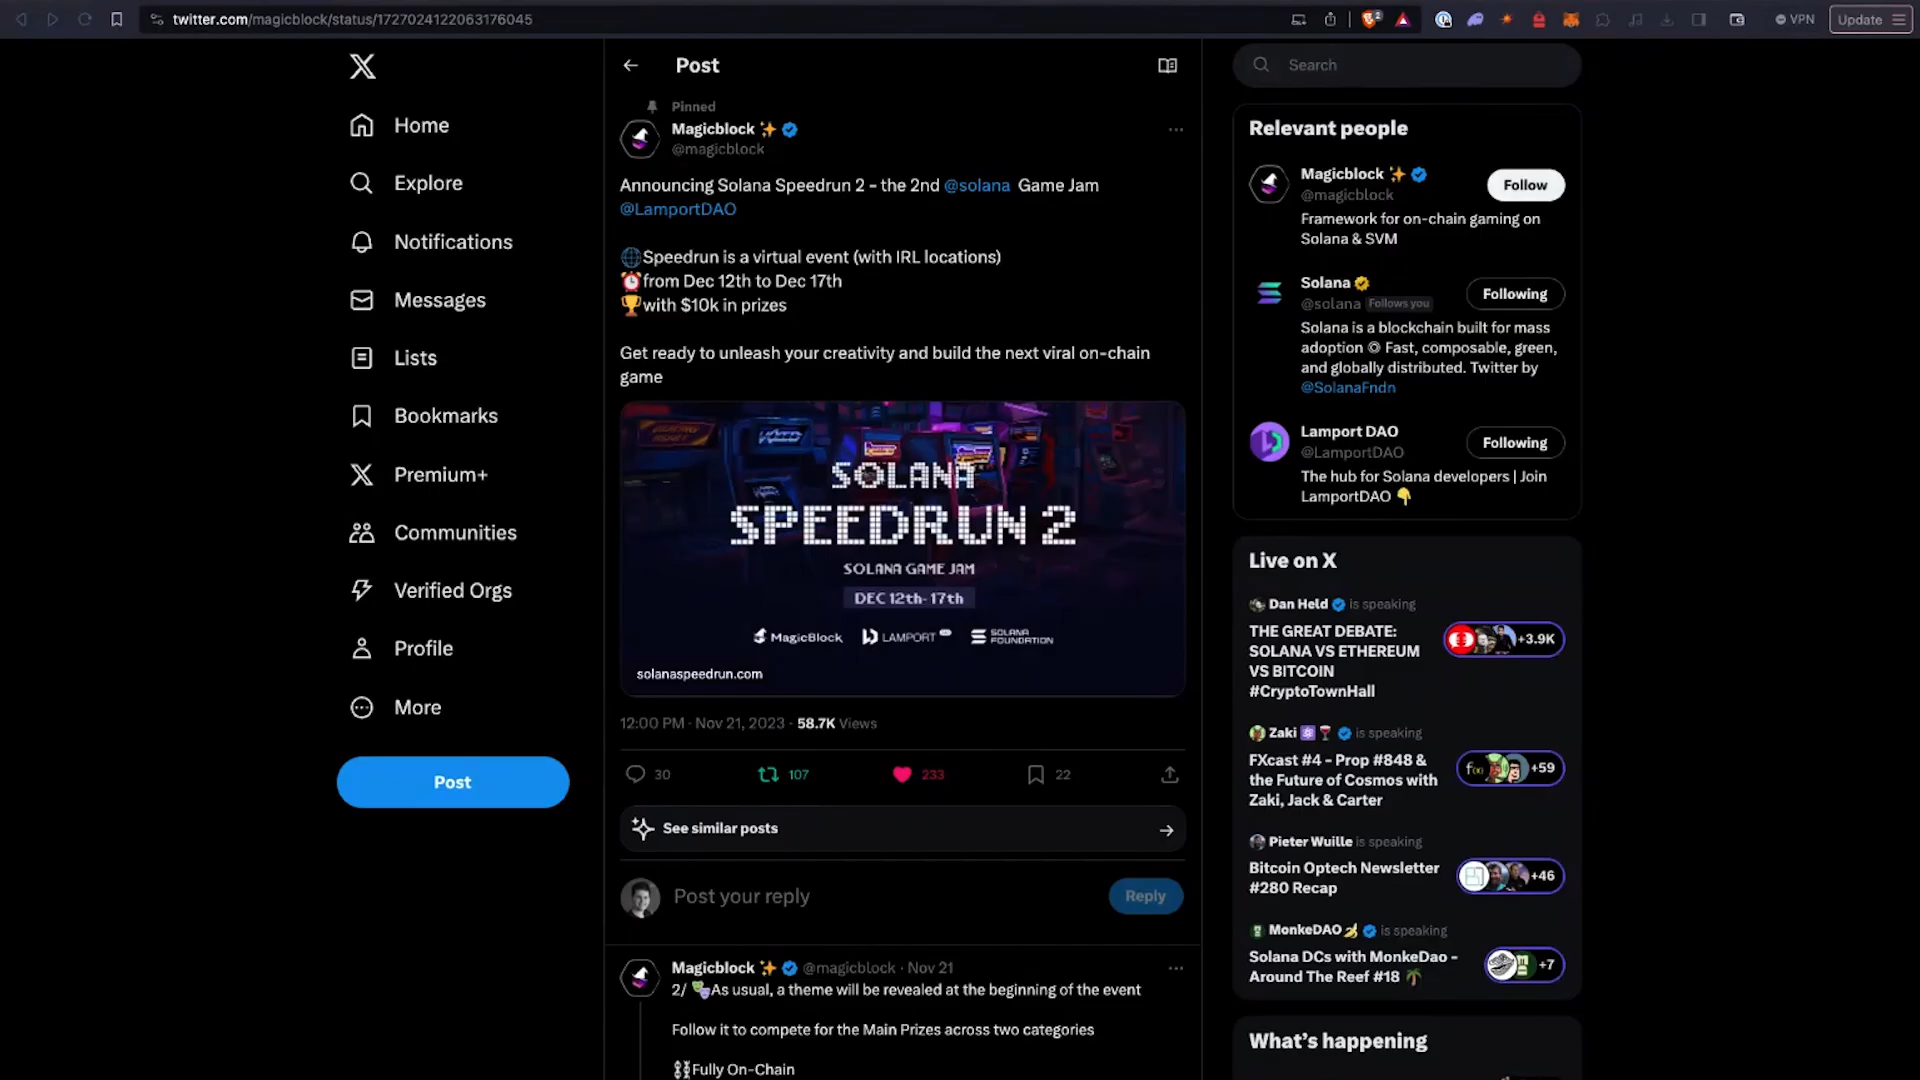 twitter.com/magicblock/status/1727024122063176045
VPN
Update
Home
Explore
Notifications
Messages
Lists
Bookmarks
Premium+
Communities
Verified Orgs
Profile
More
Post
Post
Pinned
Magicblock ✨
@magicblock
Announcing Solana Speedrun 2 - the 2nd @solana Game Jam
@LamportDAO
🌐Speedrun is a virtual event (with IRL locations)
⏰from Dec 12th to Dec 17th
🏆with $10k in prizes
Get ready to unleash your creativity and build the next viral on-chain
game
SOLANA
SPEEDRUN 2
SOLANA GAME JAM
DEC 12th-17th
MagicBlock LAMPORT SOLANA FOUNDATION
solanaspeedrun.com
12:00 PM · Nov 21, 2023 · 58.7K Views
30 107 233 22
See similar posts
Post your reply
Reply
Magicblock ✨ @magicblock · Nov 21
2/ 🎭As usual, a theme will be revealed at the beginning of the event
Follow it to compete for the Main Prizes across two categories
⛓Fully On-Chain
Search
Relevant people
Magicblock ✨
@magicblock
Follow
Framework for on-chain gaming on
Solana & SVM
Solana
@solana Follows you
Following
Solana is a blockchain built for mass
adoption ◎ Fast, composable, green,
and globally distributed. Twitter by
@SolanaFndn
Lamport DAO
@LamportDAO
Following
The hub for Solana developers | Join
LamportDAO 👇
Live on X
Dan Held is speaking
THE GREAT DEBATE:
SOLANA VS ETHEREUM
VS BITCOIN
#CryptoTownHall
+3.9K
Zaki ⚛️🍷 is speaking
FXcast #4 - Prop #848 &
the Future of Cosmos with
Zaki, Jack & Carter
+59
Pieter Wuille is speaking
Bitcoin Optech Newsletter
#280 Recap
+46
MonkeDAO🍌 is speaking
Solana DCs with MonkeDao -
Around The Reef #18 🌴
+7
What's happening